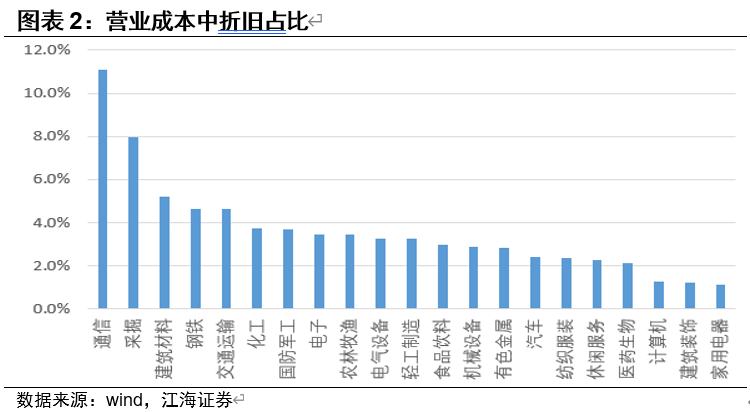 图表 2：营业成本中折旧占比
12.0%
10.0%
8.0%
6.0%
4.0%
2.0%
0.0%
通信
采掘
建筑材料
钢铁
交通运输
化工
国防军工
电子
农林牧渔
电气设备
轻工制造
食品饮料
机械设备
有色金属
汽车
纺织服装
休闲服务
医药生物
计算机
建筑装饰
家用电器
数据来源：wind，江海证券